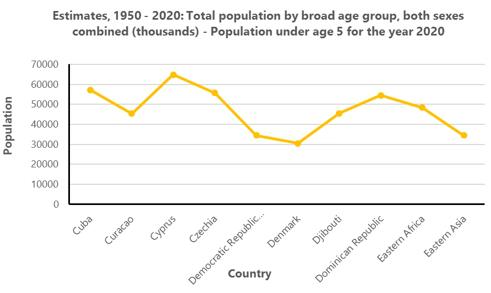 Estimates, 1950 - 2020: Total population by broad age group, both sexes
combined (thousands) - Population under age 5 for the year 2020
70000
60000
50000
40000
30000
20000
10000
0
Population
Cuba
Curacao
Cyprus
Czechia
Democratic Republic...
Denmark
Djibouti
Dominican Republic
Eastern Africa
Eastern Asia
Country